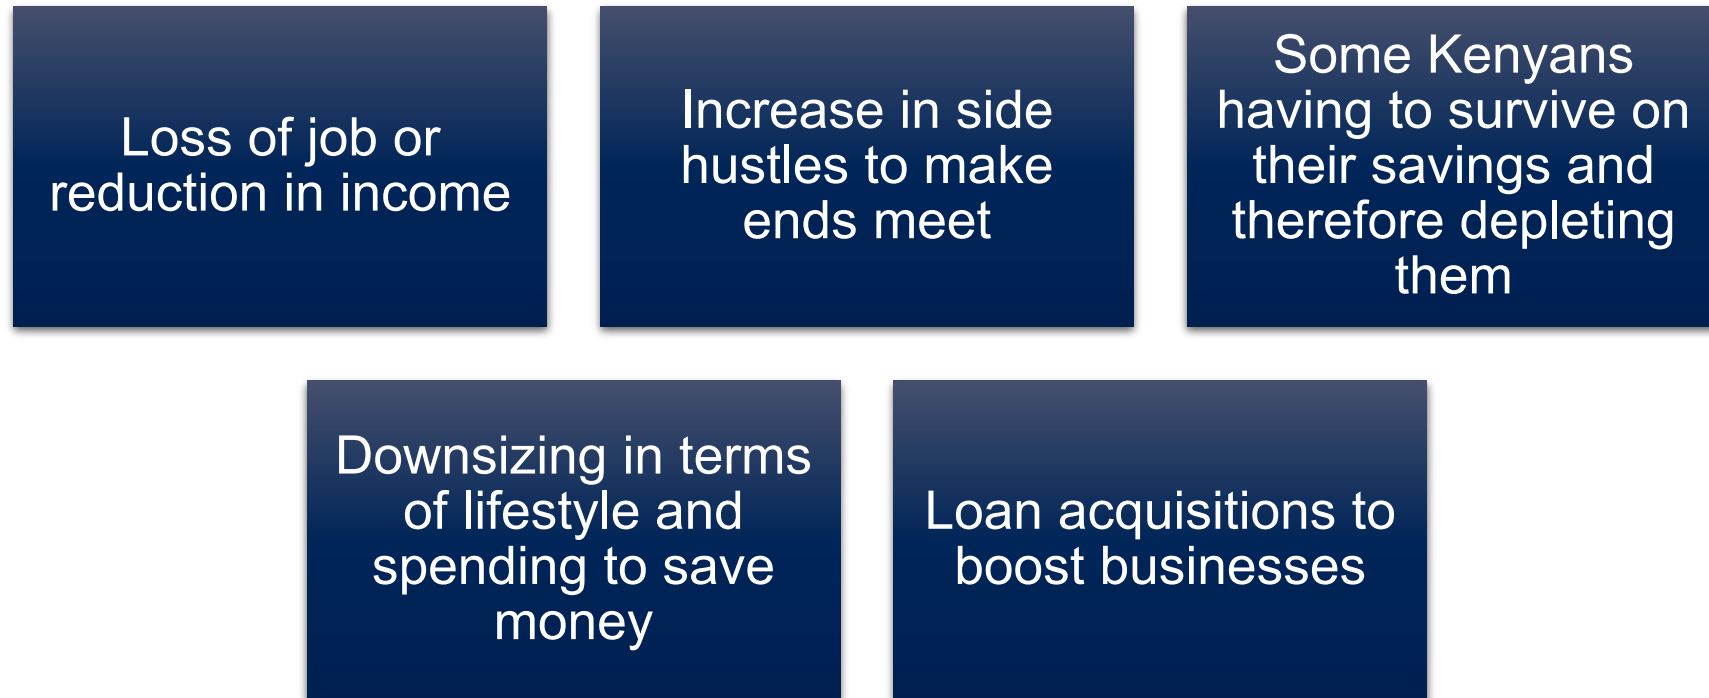 Loss of job or
reduction in income
Increase in side
hustles to make
ends meet
Some Kenyans
having to survive on
their savings and
therefore depleting
them
Downsizing in terms
of lifestyle and
spending to save
money
Loan acquisitions to
boost businesses